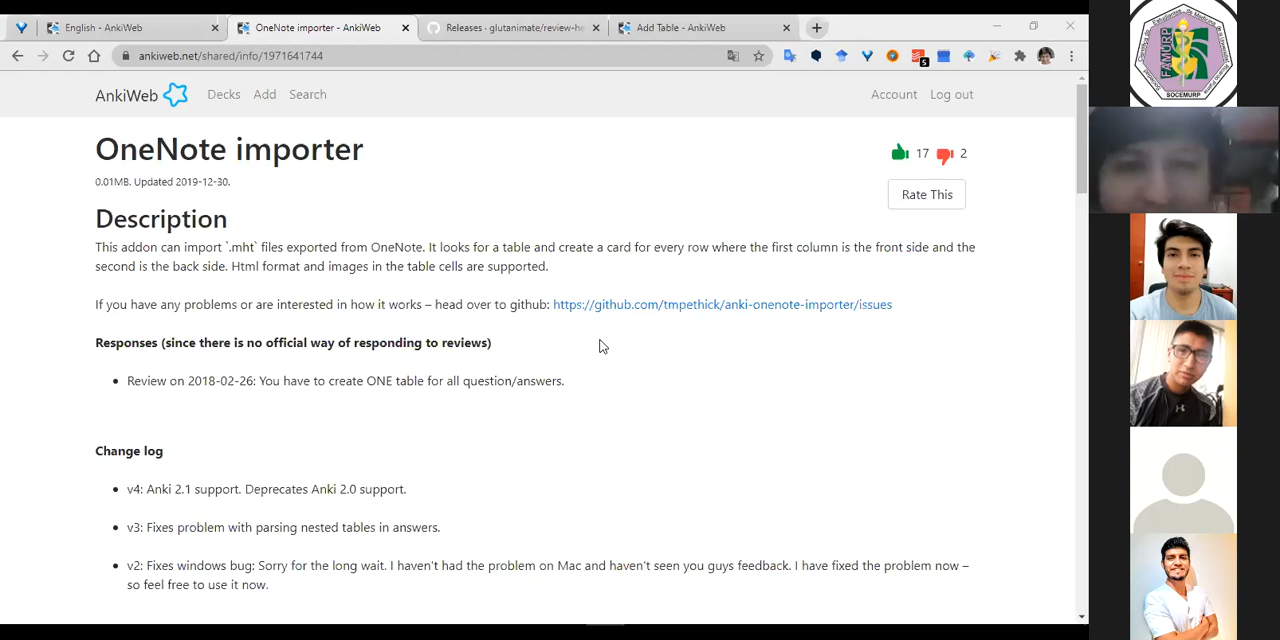 English - AnkiWeb
OneNote importer - AnkiWeb
Releases · glutanimate/review-he
Add Table - AnkiWeb
ankiweb.net/shared/info/1971641744
5
AnkiWeb Decks Add Search Account Log out
OneNote importer
17 2
0.01MB. Updated 2019-12-30.
Rate This
Description
This addon can import `.mht` files exported from OneNote. It looks for a table and create a card for every row where the first column is the front side and the
second is the back side. Html format and images in the table cells are supported.
If you have any problems or are interested in how it works – head over to github: https://github.com/tmpethick/anki-onenote-importer/issues
Responses (since there is no official way of responding to reviews)
• Review on 2018-02-26: You have to create ONE table for all question/answers.
Change log
• v4: Anki 2.1 support. Deprecates Anki 2.0 support.
• v3: Fixes problem with parsing nested tables in answers.
• v2: Fixes windows bug: Sorry for the long wait. I haven't had the problem on Mac and haven't seen you guys feedback. I have fixed the problem now –
so feel free to use it now.
FAMURP
SOCEMURP